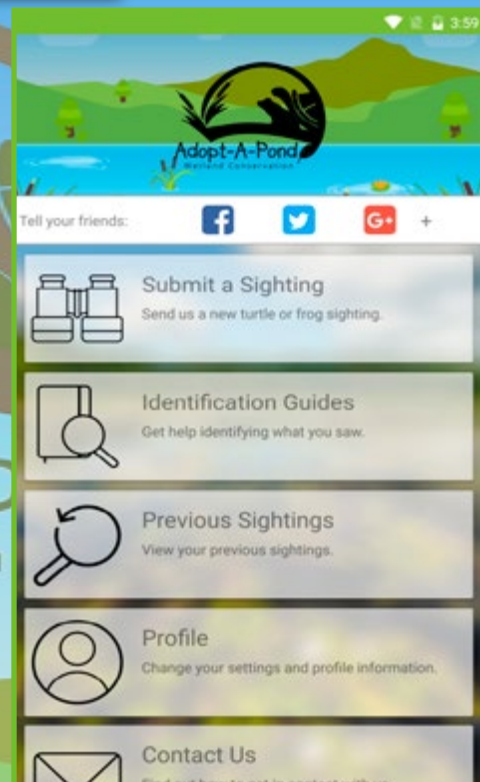 3:59
Adopt-A-Pond
Wetland Conservation
Tell your friends:
G+
+
Submit a Sighting
Send us a new turtle or frog sighting.
Identification Guides
Get help identifying what you saw.
Previous Sightings
View your previous sightings.
Profile
Change your settings and profile information.
Contact Us